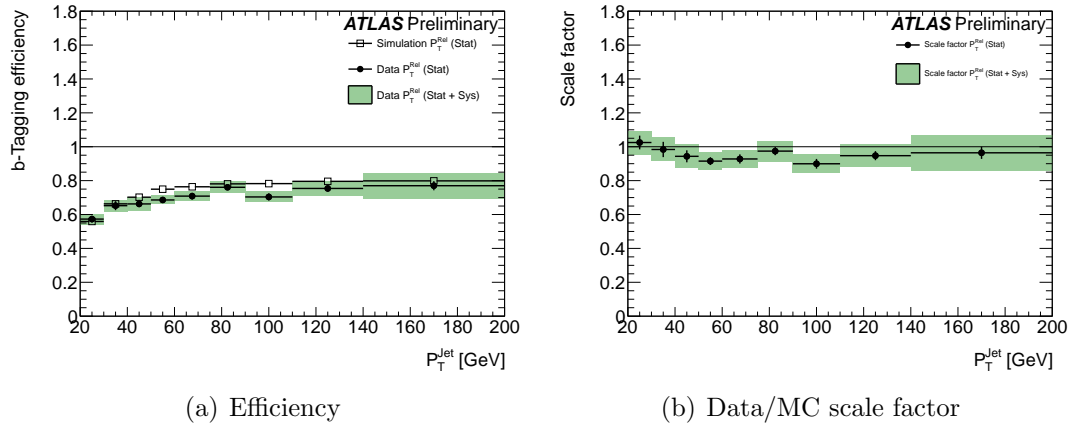 ATLAS Preliminary
Simulation P_T^Rel (Stat)
Data P_T^Rel (Stat)
Data P_T^Rel (Stat + Sys)
b-Tagging efficiency
1.8
1.6
1.4
1.2
1
0.8
0.6
0.4
0.2
0
20 40 60 80 100 120 140 160 180 200
P_T^Jet [GeV]
(a) Efficiency
ATLAS Preliminary
Scale factor P_T^Rel (Stat)
Scale factor P_T^Rel (Stat + Sys)
Scale factor
1.8
1.6
1.4
1.2
1
0.8
0.6
0.4
0.2
0
20 40 60 80 100 120 140 160 180 200
P_T^Jet [GeV]
(b) Data/MC scale factor